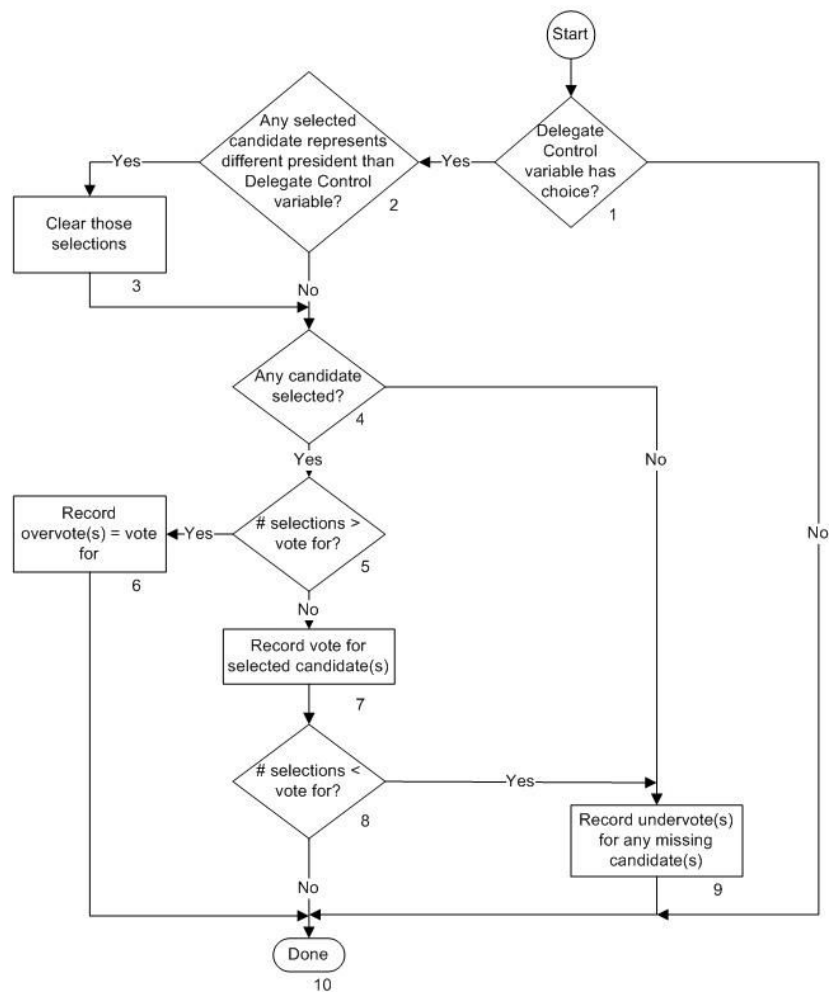 Start
Delegate
Control
variable has
choice?
1
Yes
No
Any selected
candidate represents
different president than
Delegate Control
variable?
2
Yes
No
Clear those
selections
3
Any candidate
selected?
4
Yes
No
# selections >
vote for?
5
Yes
No
Record
overvote(s) = vote
for
6
Record vote for
selected candidate(s)
7
# selections <
vote for?
8
Yes
No
Record undervote(s)
for any missing
candidate(s)
9
Done
10